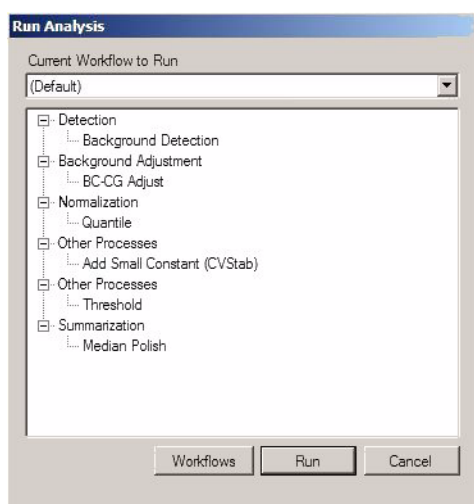 Run Analysis
Current Workflow to Run
(Default)
Detection
Background Detection
Background Adjustment
BC-CG Adjust
Normalization
Quantile
Other Processes
Add Small Constant (CVStab)
Other Processes
Threshold
Summarization
Median Polish
Workflows Run Cancel